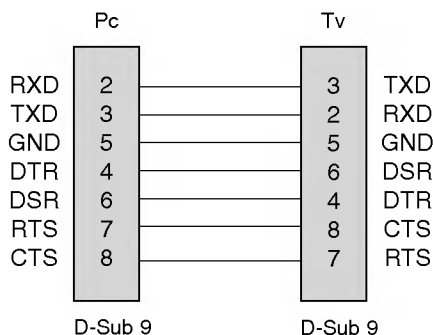 Pc Tv
RXD 2 3 TXD
TXD 3 2 RXD
GND 5 5 GND
DTR 4 6 DSR
DSR 6 4 DTR
RTS 7 8 CTS
CTS 8 7 RTS
D-Sub 9 D-Sub 9